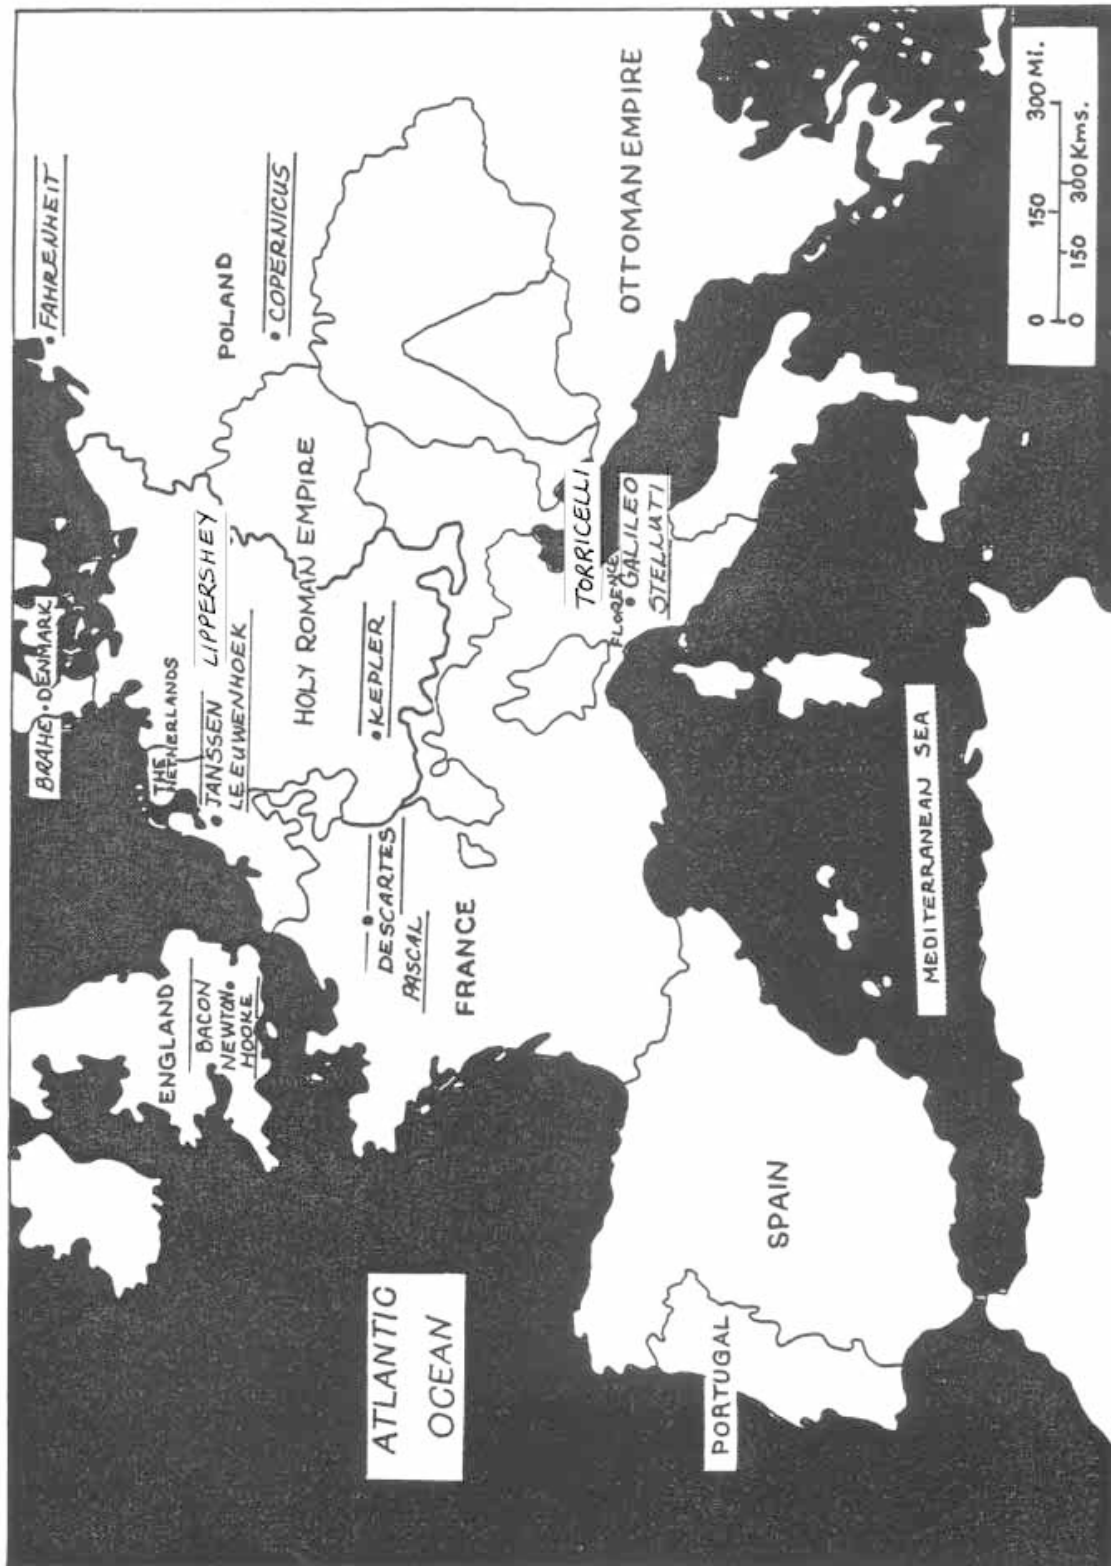 BRAHE • DENMARK
• FAHRENHEIT
THE
NETHERLANDS
• JANSSEN LIPPERSHEY
LEEUWENHOEK
POLAND
• COPERNICUS
ENGLAND
BACON
NEWTON•
HOOKE
HOLY ROMAN EMPIRE
• KEPLER
DESCARTES
PASCAL
FRANCE
ATLANTIC
OCEAN
TORRICELLI
FLORENCE
• GALILEO
STELLUTI
OTTOMAN EMPIRE
PORTUGAL
SPAIN
MEDITERRANEAN SEA
0 150 300 Mi.
0 150 300 Kms.